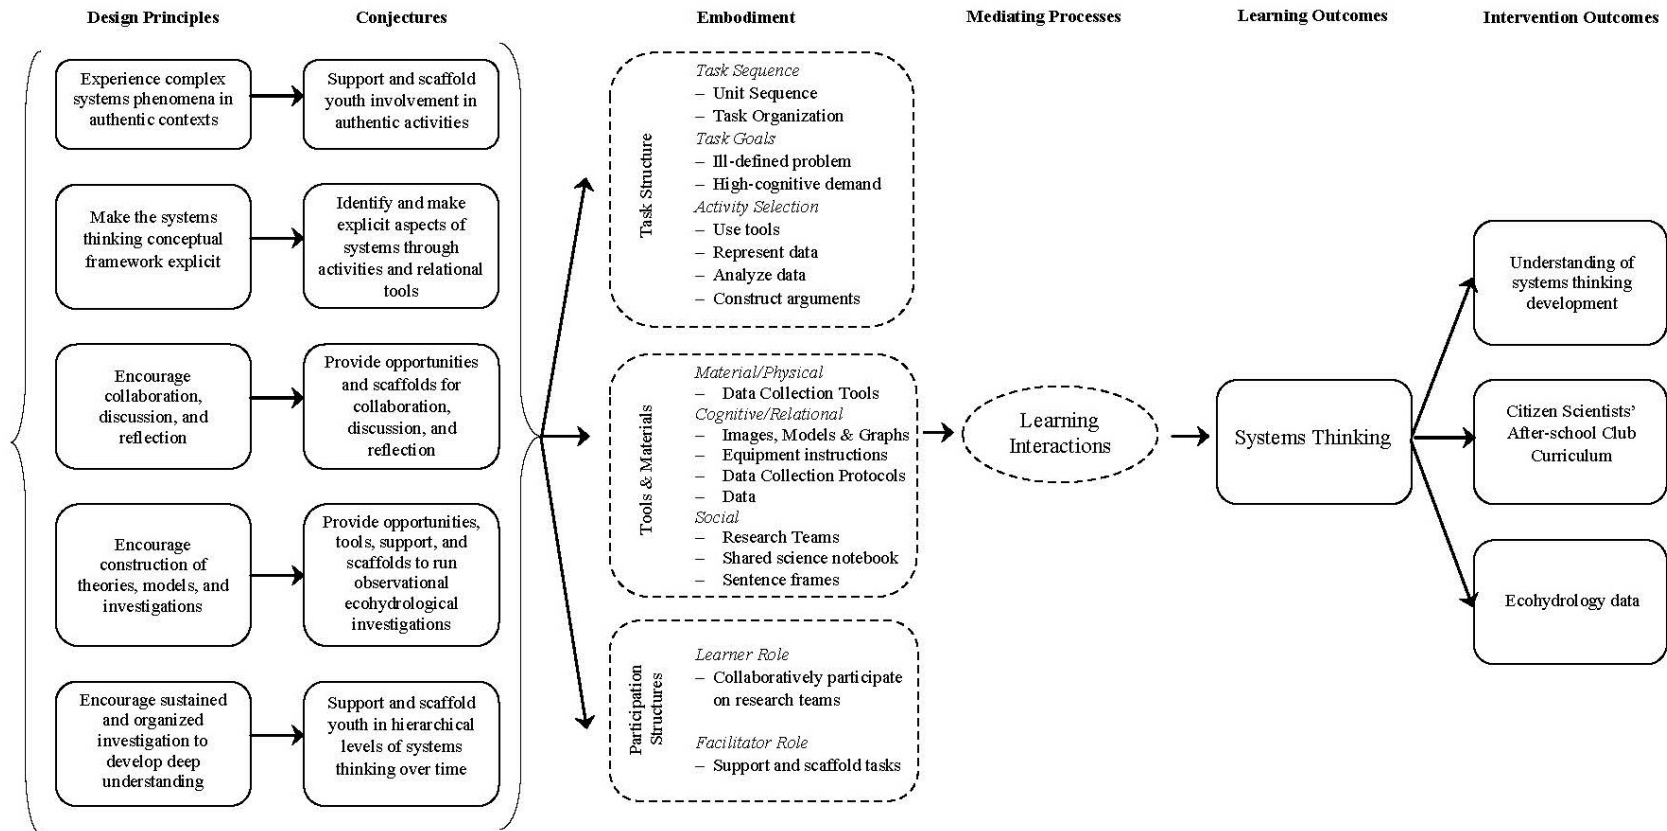 Design Principles
Conjectures
Embodiment
Mediating Processes
Learning Outcomes
Intervention Outcomes
Experience complex
systems phenomena in
authentic contexts
Support and scaffold
youth involvement in
authentic activities
Make the systems
thinking conceptual
framework explicit
Identify and make
explicit aspects of
systems through
activities and relational
tools
Encourage
collaboration,
discussion, and
reflection
Provide opportunities
and scaffolds for
collaboration,
discussion, and
reflection
Encourage
construction of
theories, models, and
investigations
Provide opportunities,
tools, support, and
scaffolds to run
observational
ecohydrological
investigations
Encourage sustained
and organized
investigation to
develop deep
understanding
Support and scaffold
youth in hierarchical
levels of systems
thinking over time
Task Structure
Task Sequence
– Unit Sequence
– Task Organization
Task Goals
– Ill-defined problem
– High-cognitive demand
Activity Selection
– Use tools
– Represent data
– Analyze data
– Construct arguments
Tools & Materials
Material/Physical
– Data Collection Tools
Cognitive/Relational
– Images, Models & Graphs
– Equipment instructions
– Data Collection Protocols
– Data
Social
– Research Teams
– Shared science notebook
– Sentence frames
Participation
Structures
Learner Role
– Collaboratively participate
on research teams
Facilitator Role
– Support and scaffold tasks
Learning
Interactions
Systems Thinking
Understanding of
systems thinking
development
Citizen Scientists’
After-school Club
Curriculum
Ecohydrology data